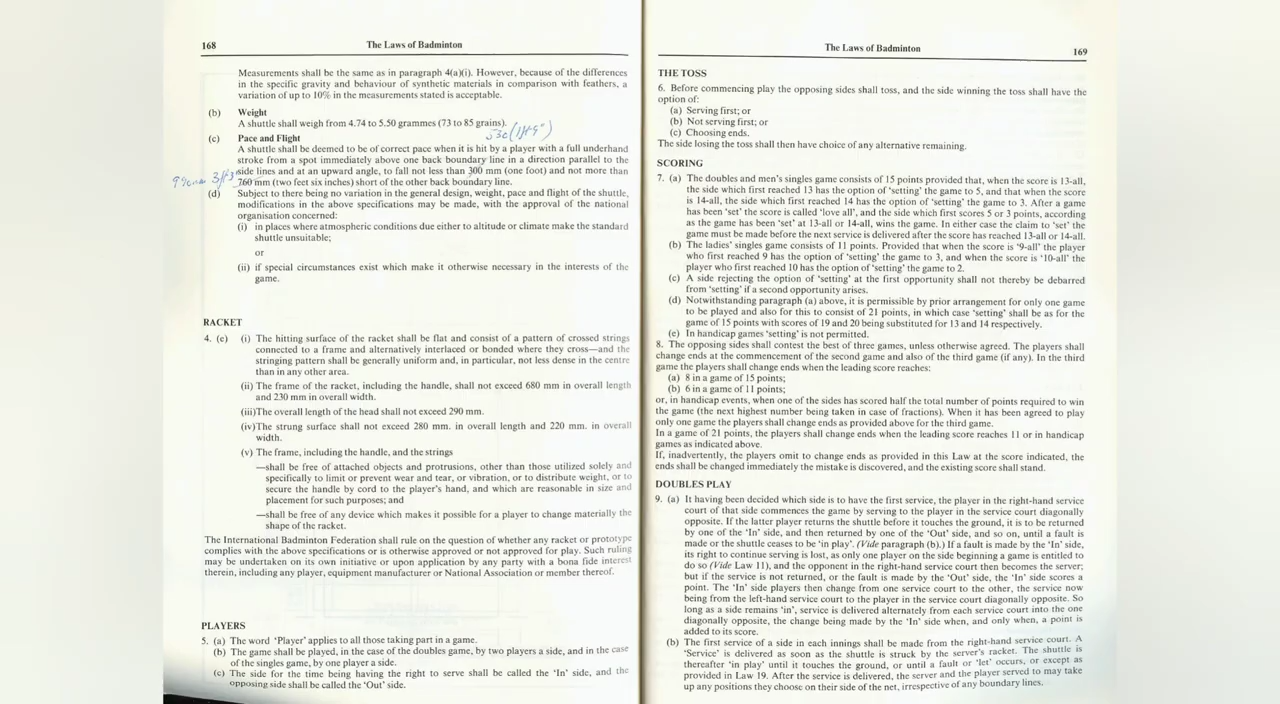 168
The Laws of Badminton
Measurements shall be the same as in paragraph 4(a)(i). However, because of the differences
in the specific gravity and behaviour of synthetic materials in comparison with feathers, a
variation of up to 10% in the measurements stated is acceptable.
(b) Weight
A shuttle shall weigh from 4.74 to 5.50 grammes (73 to 85 grains).
(c) Pace and Flight
A shuttle shall be deemed to be of correct pace when it is hit by a player with a full underhand
stroke from a spot immediately above one back boundary line in a direction parallel to the
side lines and at an upward angle, to fall not less than 300 mm (one foot) and not more than
760 mm (two feet six inches) short of the other back boundary line.
(d) Subject to there being no variation in the general design, weight, pace and flight of the shuttle,
modifications in the above specifications may be made, with the approval of the national
organisation concerned:
(i) in places where atmospheric conditions due either to altitude or climate make the standard
shuttle unsuitable;
or
(ii) if special circumstances exist which make it otherwise necessary in the interests of the
game.
RACKET
4. (c) (i) The hitting surface of the racket shall be flat and consist of a pattern of crossed strings
connected to a frame and alternatively interlaced or bonded where they cross—and the
stringing pattern shall be generally uniform and, in particular, not less dense in the centre
than in any other area.
(ii) The frame of the racket, including the handle, shall not exceed 680 mm in overall length
and 230 mm in overall width.
(iii)The overall length of the head shall not exceed 290 mm.
(iv)The strung surface shall not exceed 280 mm. in overall length and 220 mm. in overall
width.
(v) The frame, including the handle, and the strings
—shall be free of attached objects and protrusions, other than those utilized solely and
specifically to limit or prevent wear and tear, or vibration, or to distribute weight, or to
secure the handle by cord to the player's hand, and which are reasonable in size and
placement for such purposes; and
—shall be free of any device which makes it possible for a player to change materially the
shape of the racket.
The International Badminton Federation shall rule on the question of whether any racket or prototype
complies with the above specifications or is otherwise approved or not approved for play. Such ruling
may be undertaken on its own initiative or upon application by any party with a bona fide interest
therein, including any player, equipment manufacturer or National Association or member thereof.
PLAYERS
5. (a) The word 'Player' applies to all those taking part in a game.
(b) The game shall be played, in the case of the doubles game, by two players a side, and in the case
of the singles game, by one player a side.
(c) The side for the time being having the right to serve shall be called the 'In' side, and the
opposing side shall be called the 'Out' side.
The Laws of Badminton
169
THE TOSS
6. Before commencing play the opposing sides shall toss, and the side winning the toss shall have the
option of:
(a) Serving first; or
(b) Not serving first; or
(c) Choosing ends.
The side losing the toss shall then have choice of any alternative remaining.
SCORING
7. (a) The doubles and men's singles game consists of 15 points provided that, when the score is 13-all,
the side which first reached 13 has the option of 'setting' the game to 5, and that when the score
is 14-all, the side which first reached 14 has the option of 'setting' the game to 3. After a game
has been 'set' the score is called 'love all', and the side which first scores 5 or 3 points, according
as the game has been 'set' at 13-all or 14-all, wins the game. In either case the claim to 'set' the
game must be made before the next service is delivered after the score has reached 13-all or 14-all.
(b) The ladies' singles game consists of 11 points. Provided that when the score is '9-all' the player
who first reached 9 has the option of 'setting' the game to 3, and when the score is '10-all' the
player who first reached 10 has the option of 'setting' the game to 2.
(c) A side rejecting the option of 'setting' at the first opportunity shall not thereby be debarred
from 'setting' if a second opportunity arises.
(d) Notwithstanding paragraph (a) above, it is permissible by prior arrangement for only one game
to be played and also for this to consist of 21 points, in which case 'setting' shall be as for the
game of 15 points with scores of 19 and 20 being substituted for 13 and 14 respectively.
(e) In handicap games 'setting' is not permitted.
8. The opposing sides shall contest the best of three games, unless otherwise agreed. The players shall
change ends at the commencement of the second game and also of the third game (if any). In the third
game the players shall change ends when the leading score reaches:
(a) 8 in a game of 15 points;
(b) 6 in a game of 11 points;
or, in handicap events, when one of the sides has scored half the total number of points required to win
the game (the next highest number being taken in case of fractions). When it has been agreed to play
only one game the players shall change ends as provided above for the third game.
In a game of 21 points, the players shall change ends when the leading score reaches 11 or in handicap
games as indicated above.
If, inadvertently, the players omit to change ends as provided in this Law at the score indicated, the
ends shall be changed immediately the mistake is discovered, and the existing score shall stand.
DOUBLES PLAY
9. (a) It having been decided which side is to have the first service, the player in the right-hand service
court of that side commences the game by serving to the player in the service court diagonally
opposite. If the latter player returns the shuttle before it touches the ground, it is to be returned
by one of the 'In' side, and then returned by one of the 'Out' side, and so on, until a fault is
made or the shuttle ceases to be 'in play'. (Vide paragraph (b).) If a fault is made by the 'In' side,
its right to continue serving is lost, as only one player on the side beginning a game is entitled to
do so (Vide Law 11), and the opponent in the right-hand service court then becomes the server;
but if the service is not returned, or the fault is made by the 'Out' side, the 'In' side scores a
point. The 'In' side players then change from one service court to the other, the service now
being from the left-hand service court to the player in the service court diagonally opposite. So
long as a side remains 'in', service is delivered alternately from each service court into the one
diagonally opposite, the change being made by the 'In' side when, and only when, a point is
added to its score.
(b) The first service of a side in each innings shall be made from the right-hand service court. A
'Service' is delivered as soon as the shuttle is struck by the server's racket. The shuttle is
thereafter 'in play' until it touches the ground, or until a fault or 'let' occurs, or except as
provided in Law 19. After the service is delivered, the server and the player served to may take
up any positions they choose on their side of the net, irrespective of any boundary lines.